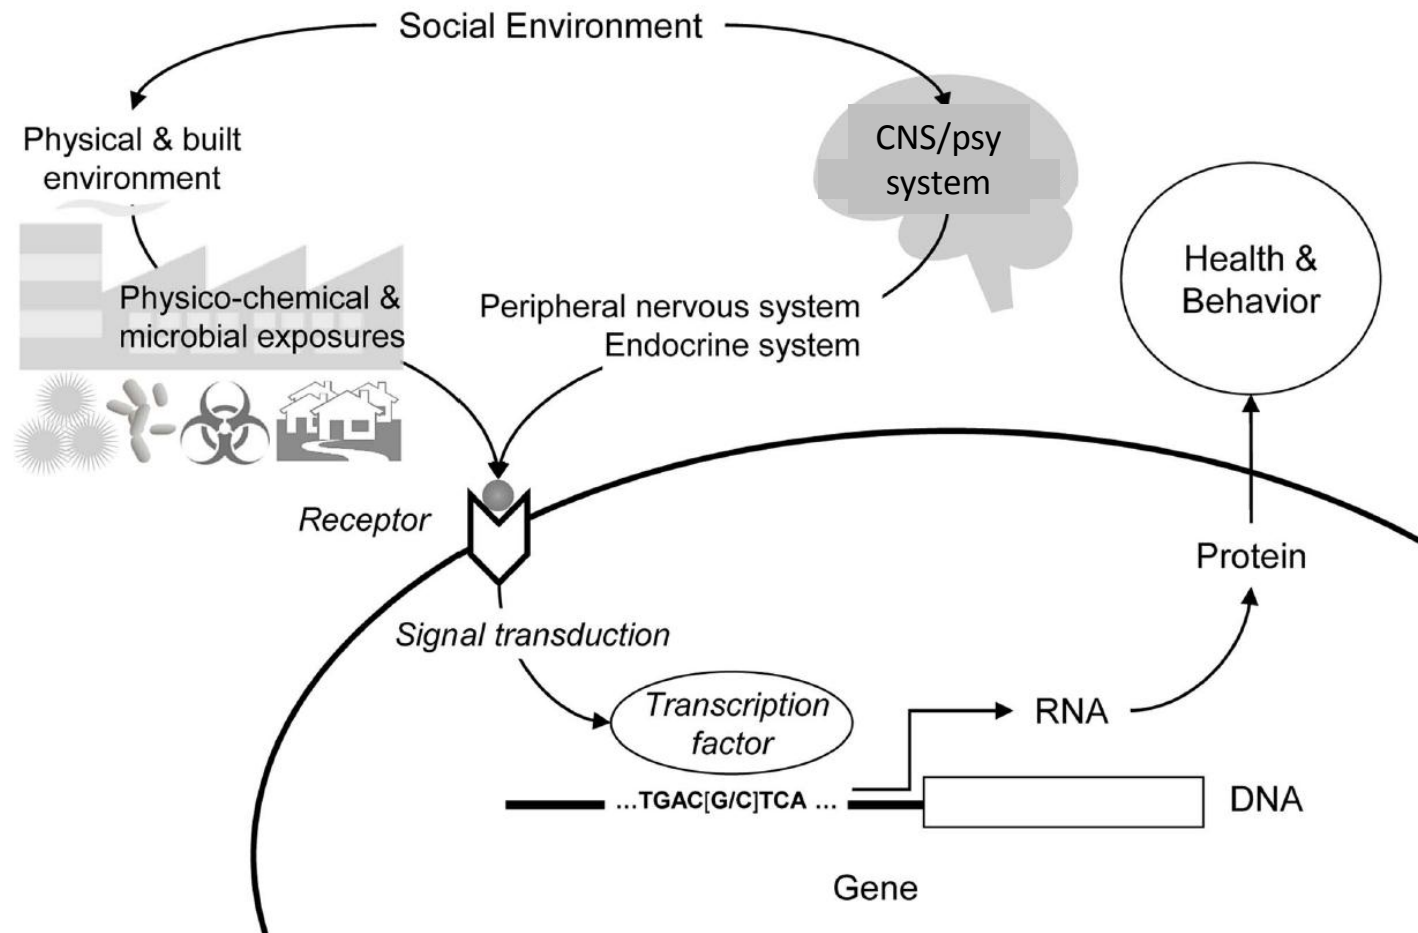 Social Environment
Physical & built
environment
CNS/psy
system
Physico-chemical &
microbial exposures
Peripheral nervous system
Endocrine system
Health &
Behavior
Receptor
Signal transduction
Transcription
factor
...TGAC[G/C]TCA ...
RNA
Protein
DNA
Gene